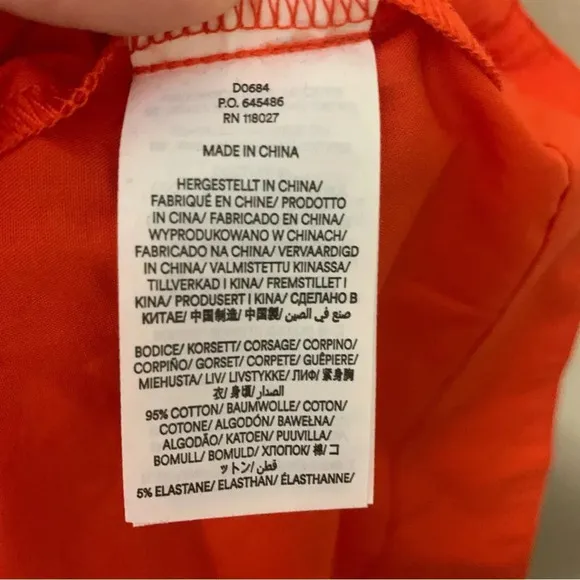 D0684
P.O. 645486
RN 118027
MADE IN CHINA
HERGESTELLT IN CHINA/
FABRIQUÉ EN CHINE/ PRODOTTO
IN CINA/ FABRICADO EN CHINA/
WYPRODUKOWANO W CHINACH/
FABRICADO NA CHINA/ VERVAARDIGD
IN CHINA/ VALMISTETTU KIINASSA/
TILLVERKAD I KINA/ FREMSTILLET I
KINA/ PRODUSERT I KINA/ СДЕЛАНО В
КИТАЕ/ 中国制造/ 中国製/ صنع في الصين/
BODICE/ KORSETT/ CORSAGE/ CORPINO/
CORPIÑO/ GORSET/ CORPETE/ GUÊPIERE/
MIEHUSTA/ LIV/ LIVSTYKKE/ ЛИФ/ 紧身胸
衣/ 身頃/ الصدار/
95% COTTON/ BAUMWOLLE/ COTON/
COTONE/ ALGODÓN/ BAWEŁNA/
ALGODÃO/ KATOEN/ PUUVILLA/
BOMULL/ BOMULD/ ХЛОПОК/ 棉/ コ
ットン/ قطن/
5% ELASTANE/ ELASTHAN/ ÉLASTHANNE/